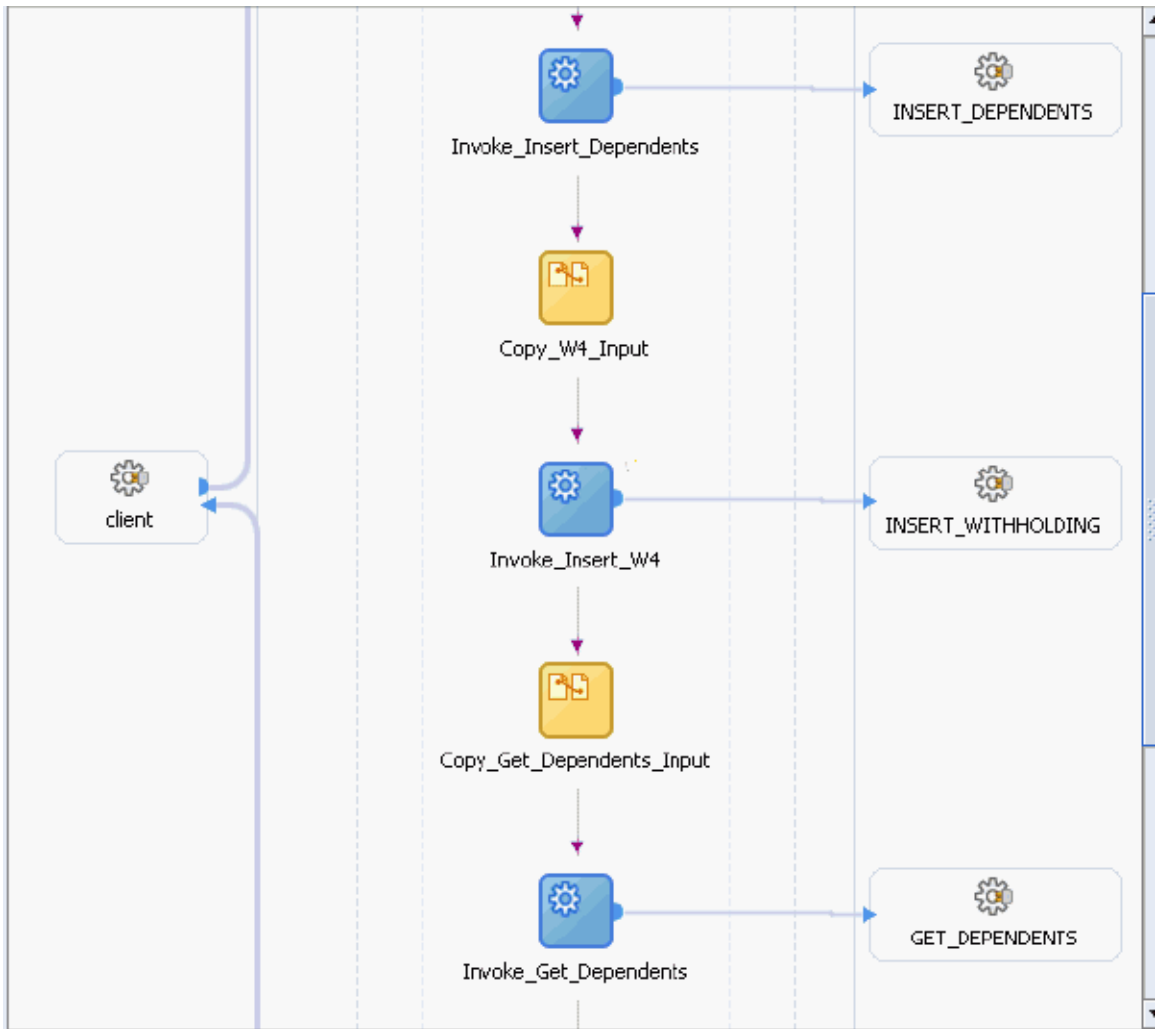 INSERT_DEPENDENTS
Invoke_Insert_Dependents
Copy_W4_Input
client
INSERT_WITHHOLDING
Invoke_Insert_W4
Copy_Get_Dependents_Input
GET_DEPENDENTS
Invoke_Get_Dependents